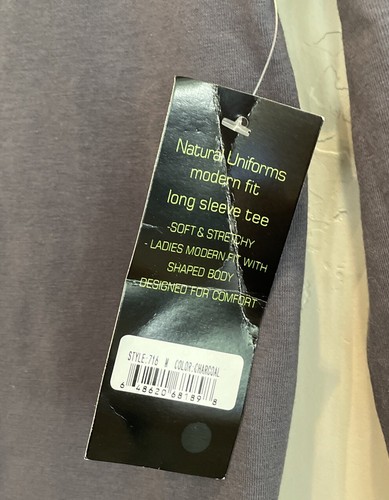 Natural Uniforms
modern fit
long sleeve tee
-SOFT & STRETCHY
- LADIES MODERN FIT WITH
SHAPED BODY
DESIGNED FOR COMFORT
STYLE:716 W COLOR:CHARCOAL
6 48620 68189 8